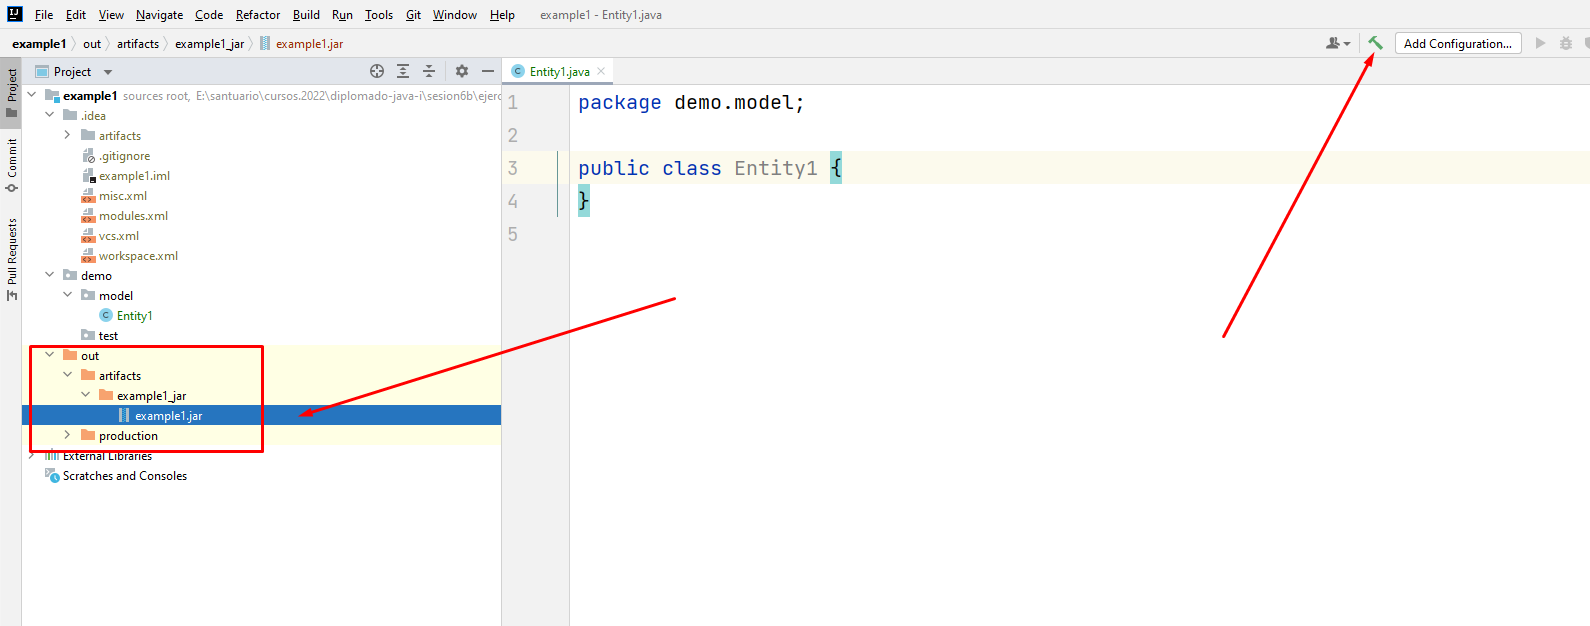 IJ File Edit View Navigate Code Refactor Build Run Tools Git Window Help example1 - Entity1.java
example1 out artifacts example1_jar example1.jar Add Configuration...
Project
Commit
Pull Requests
Project
example1 sources root, E:\santuario\cursos.2022\diplomado-java-i\sesion6b\ejerc
.idea
artifacts
.gitignore
example1.iml
misc.xml
modules.xml
vcs.xml
workspace.xml
demo
model
C Entity1
test
out
artifacts
example1_jar
example1.jar
production
External Libraries
Scratches and Consoles
C Entity1.java
1 package demo.model;
2
3 public class Entity1 {
4 }
5